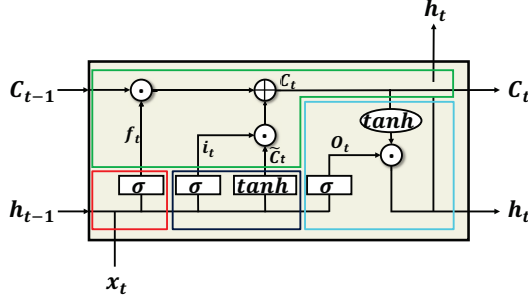 h_t
C_{t-1} C_t C_t
tanh
f_t i_t C̃_t O_t
σ σ tanh σ
h_{t-1} h_t
x_t